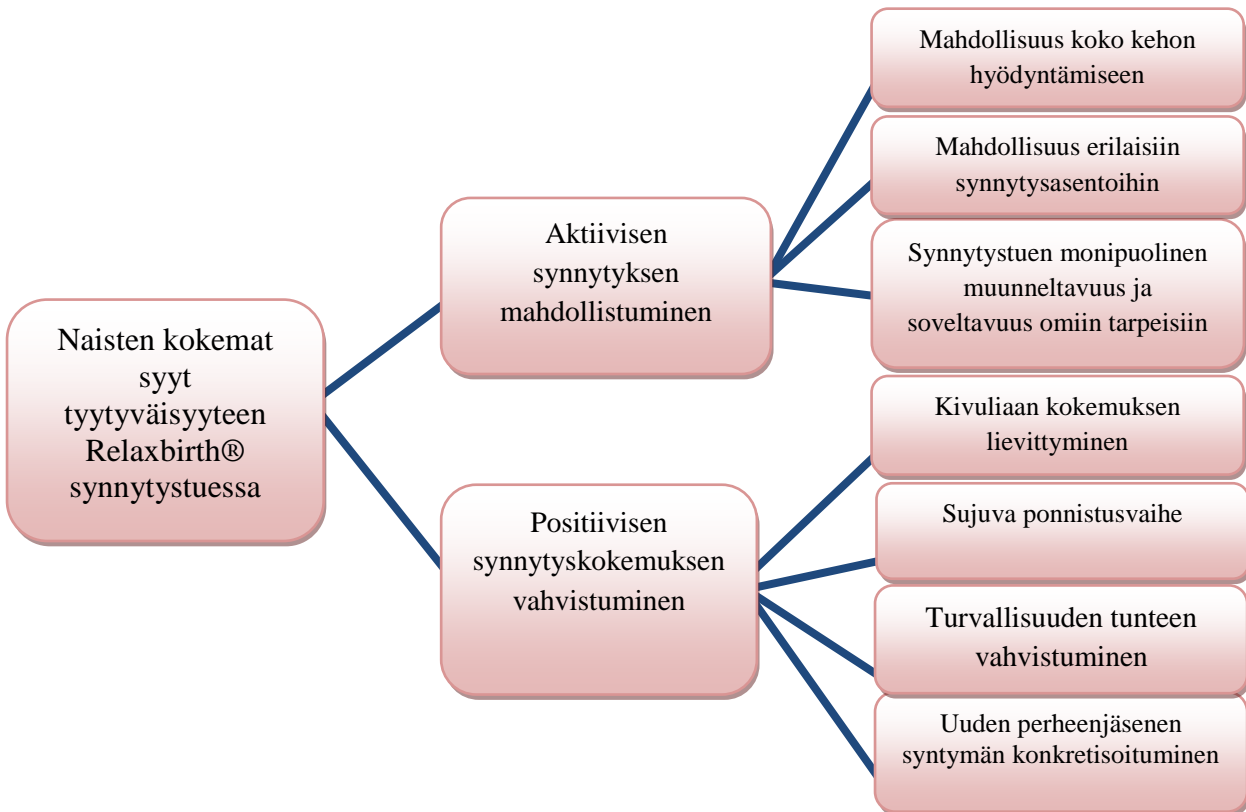 Naisten kokemat
syyt
tyytyväisyyteen
Relaxbirth®
synnytystuessa
Aktiivisen
synnytyksen
mahdollistuminen
Mahdollisuus koko kehon
hyödyntämiseen
Mahdollisuus erilaisiin
synnytysasentoihin
Synnytystuen monipuolinen
muunneltavuus ja
soveltavuus omiin tarpeisiin
Positiivisen
synnytyskokemuksen
vahvistuminen
Kivuliaan kokemuksen
lievittyminen
Sujuva ponnistusvaihe
Turvallisuuden tunteen
vahvistuminen
Uuden perheenjäsenen
syntymän konkretisoituminen